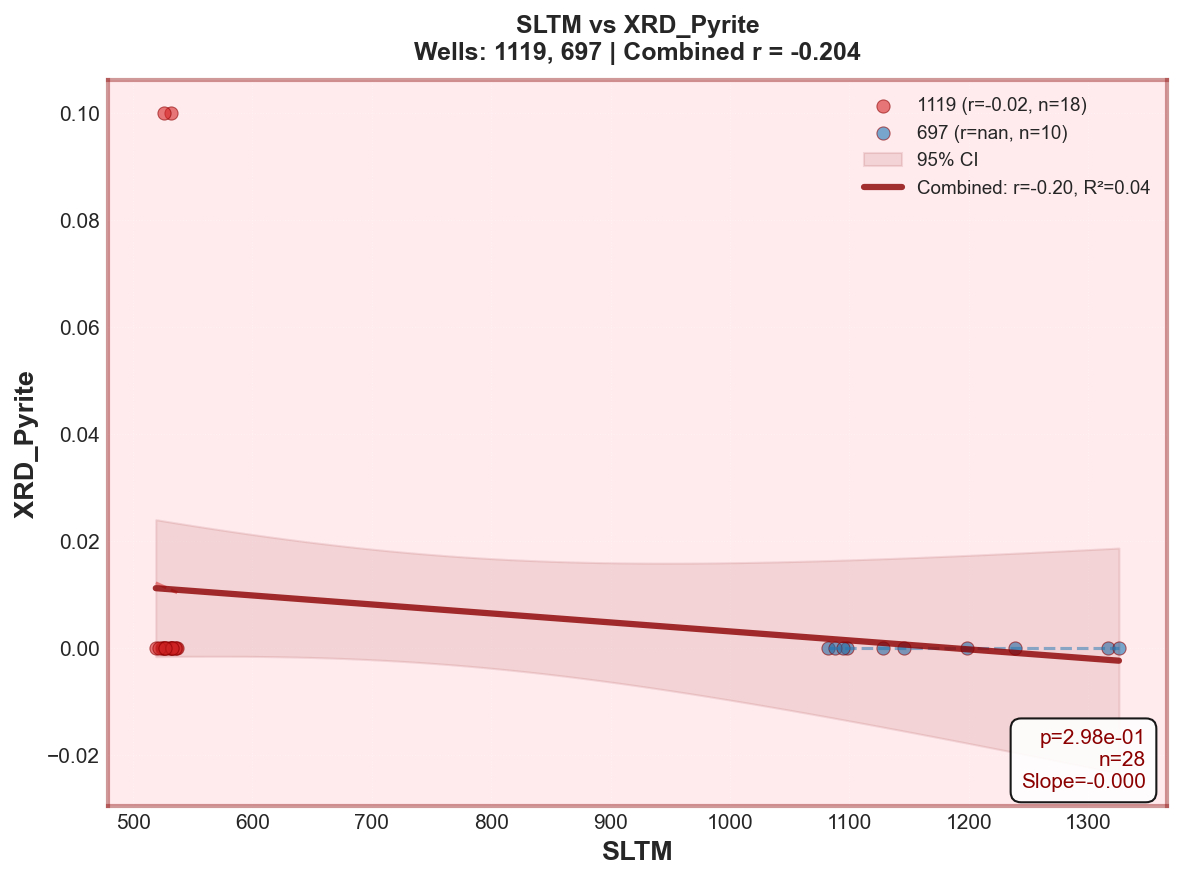 SLTM vs XRD_Pyrite
Wells: 1119, 697 | Combined r = -0.204
1119 (r=-0.02, n=18)
697 (r=nan, n=10)
95% CI
Combined: r=-0.20, R²=0.04
XRD_Pyrite
0.10
0.08
0.06
0.04
0.02
0.00
−0.02
p=2.98e-01
n=28
Slope=-0.000
500 600 700 800 900 1000 1100 1200 1300
SLTM